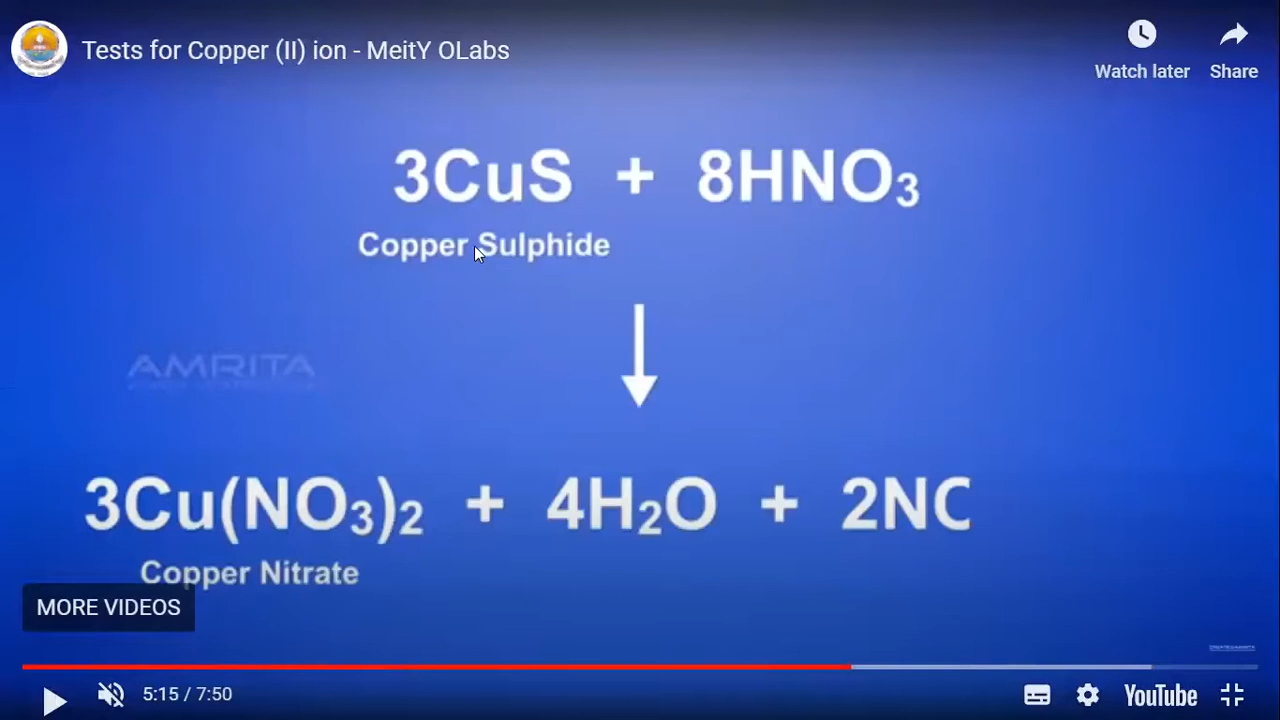 Tests for Copper (II) ion - MeitY OLabs
Watch later
Share
3CuS + 8HNO₃
Copper Sulphide
AMRITA
3Cu(NO₃)₂ + 4H₂O + 2NC
Copper Nitrate
MORE VIDEOS
5:15 / 7:50
YouTube